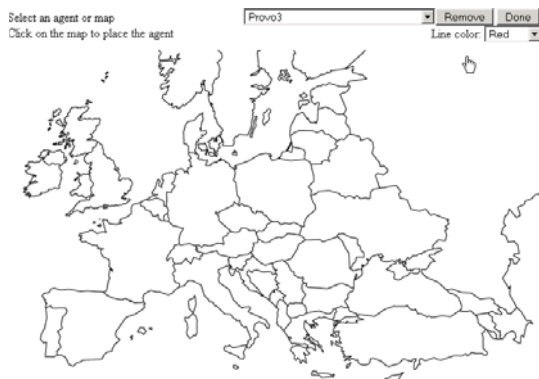 Select an agent or map Provo3 Remove Done
Click on the map to place the agent Line color: Red